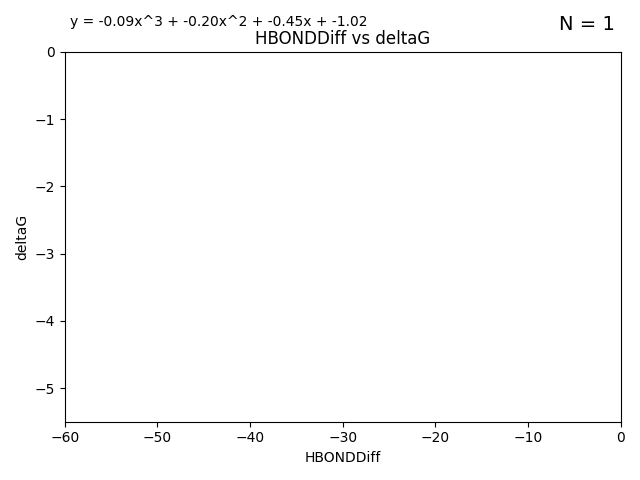 y = -0.09x^3 + -0.20x^2 + -0.45x + -1.02
N = 1
HBONDDiff vs deltaG
0
−1
−2
−3
−4
−5
deltaG
−60 −50 −40 −30 −20 −10 0
HBONDDiff